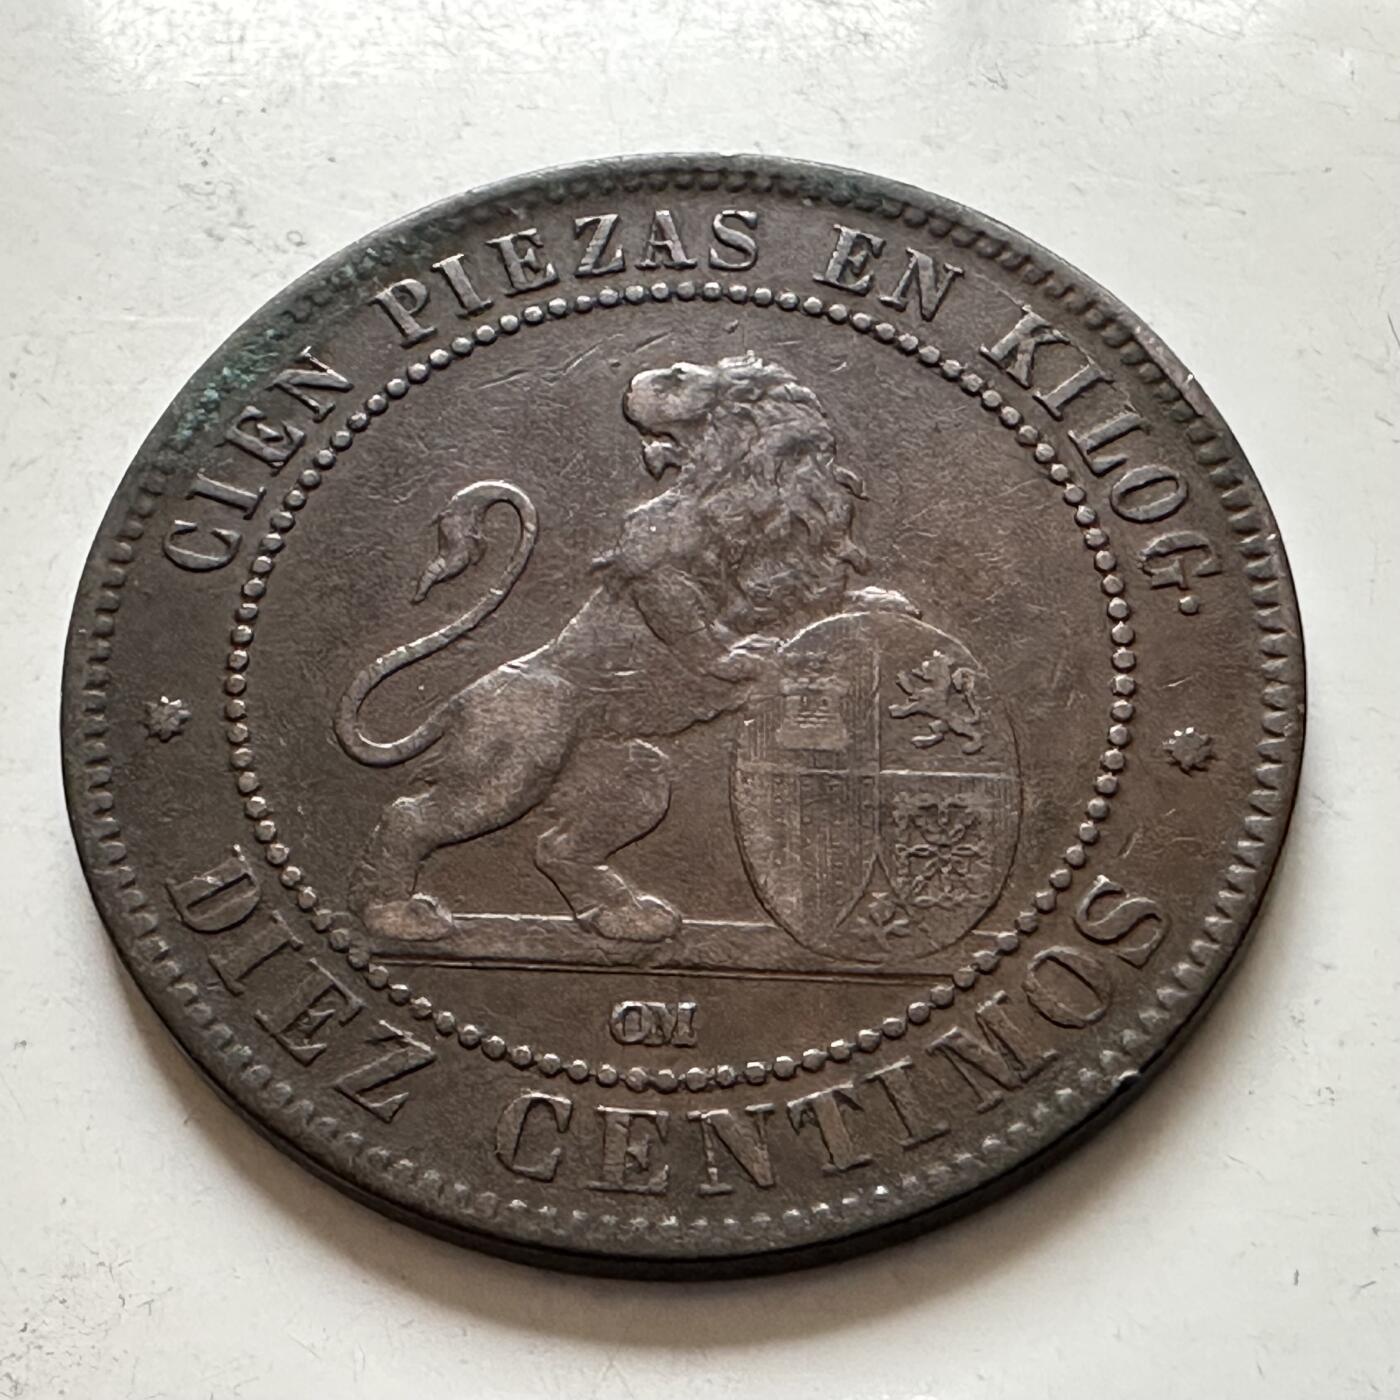 CIEN PIEZAS EN KILOG.
OM
DIEZ CENTIMOS